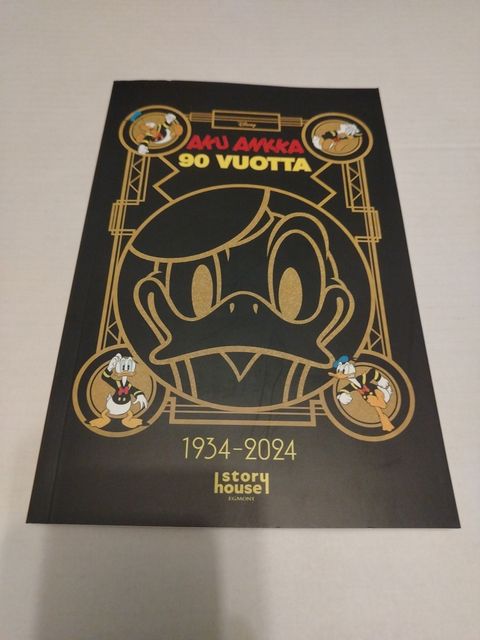 Disney
AKU ANKKA
90 VUOTTA
1934-2024
story
house
EGMONT